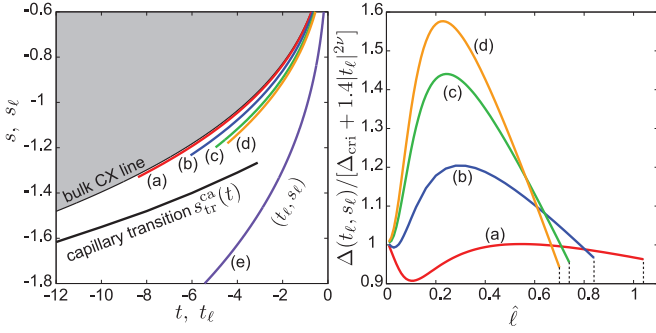 -0.6
-0.8
-1
-1.2
-1.4
-1.6
-1.8
s, s_ℓ
-12 -10 -8 -6 -4 -2 0
t, t_ℓ
bulk CX line
capillary transition s_tr^ca(t)
(a)
(b)
(c)
(d)
(e)
(t_ℓ, s_ℓ)
Δ(t_ℓ, s_ℓ)/[Δ_cri + 1.4|t_ℓ|^2ν]
1.6
1.5
1.4
1.3
1.2
1.1
1
0.9
(d)
(c)
(b)
(a)
0 0.2 0.4 0.6 0.8 1
ℓ̂